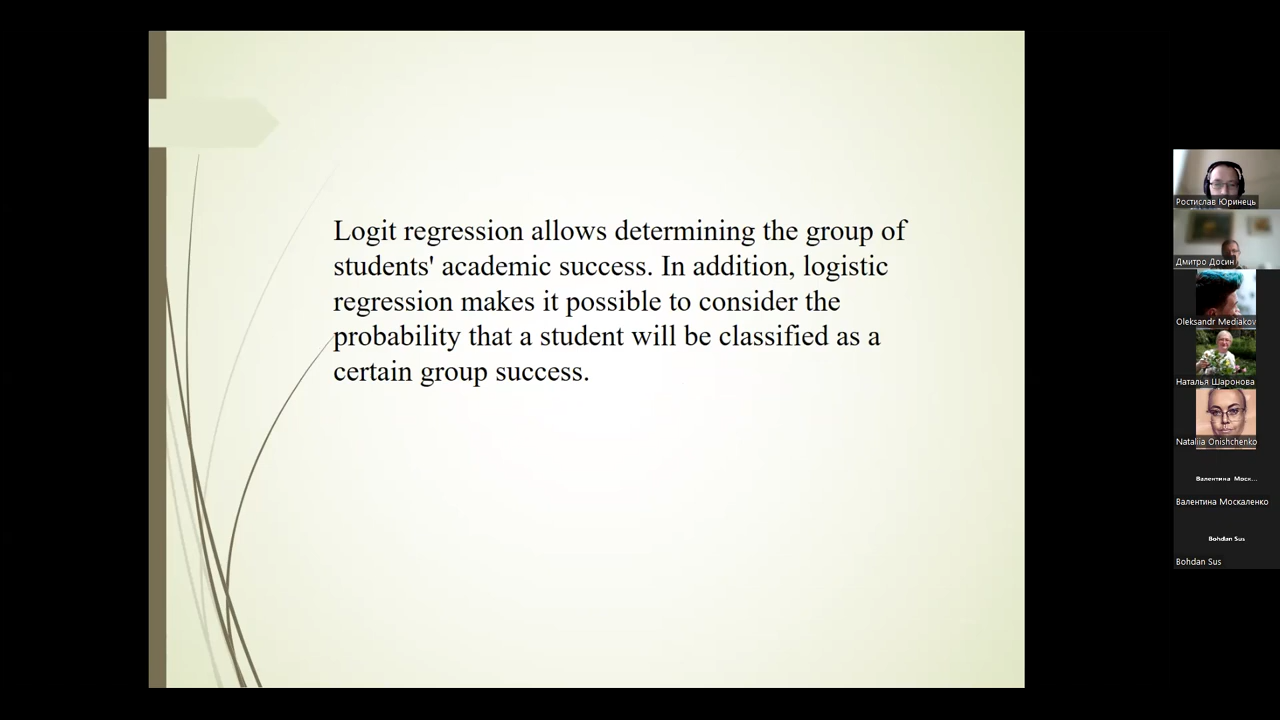 Logit regression allows determining the group of
students' academic success. In addition, logistic
regression makes it possible to consider the
probability that a student will be classified as a
certain group success.
Ростислав Юринець
Дмитро Досин
Oleksandr Mediakov
Наталья Шаронова
Nataliia Onishchenko
Валентина Моск...
Валентина Москаленко
Bohdan Sus
Bohdan Sus